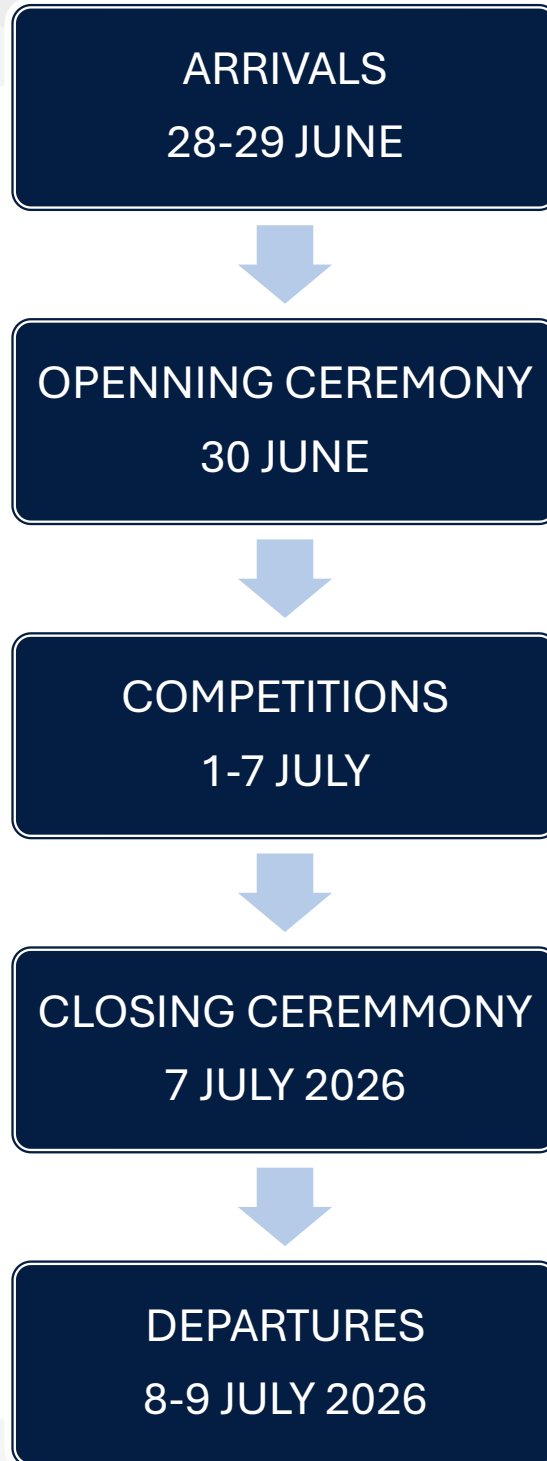 ARRIVALS
28-29 JUNE
OPENNING CEREMONY
30 JUNE
COMPETITIONS
1-7 JULY
CLOSING CEREMMONY
7 JULY 2026
DEPARTURES
8-9 JULY 2026